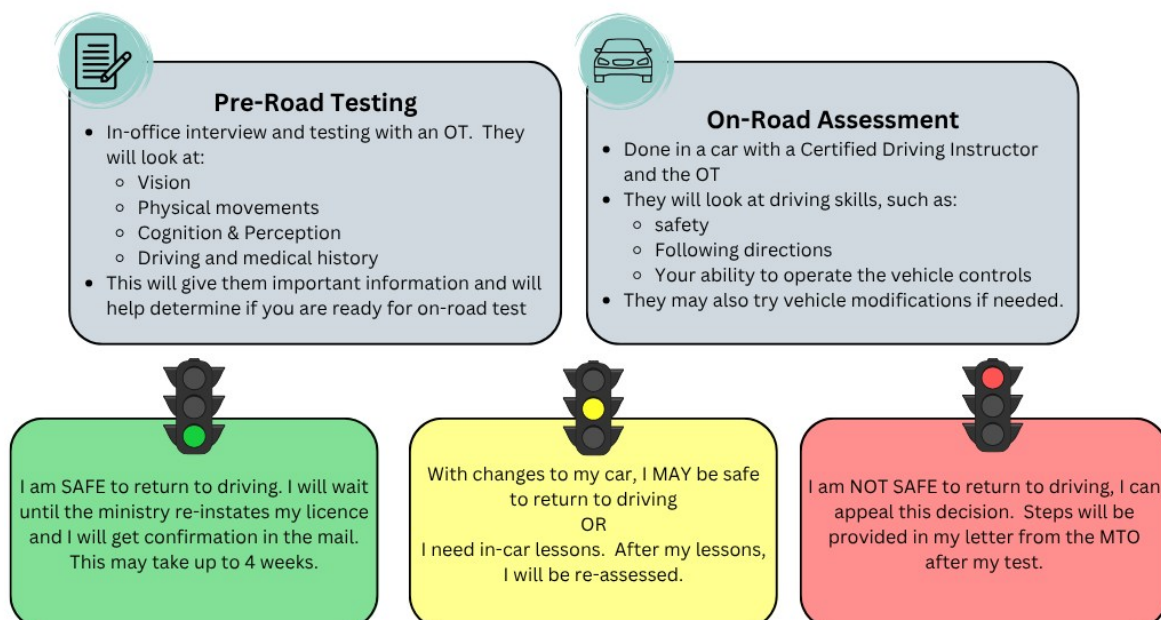 Pre-Road Testing
• In-office interview and testing with an OT. They
will look at:
○ Vision
○ Physical movements
○ Cognition & Perception
○ Driving and medical history
• This will give them important information and will
help determine if you are ready for on-road test
On-Road Assessment
• Done in a car with a Certified Driving Instructor
and the OT
• They will look at driving skills, such as:
○ safety
○ Following directions
○ Your ability to operate the vehicle controls
• They may also try vehicle modifications if needed.
I am SAFE to return to driving. I will wait
until the ministry re-instates my licence
and I will get confirmation in the mail.
This may take up to 4 weeks.
With changes to my car, I MAY be safe
to return to driving
OR
I need in-car lessons. After my lessons,
I will be re-assessed.
I am NOT SAFE to return to driving, I can
appeal this decision. Steps will be
provided in my letter from the MTO
after my test.